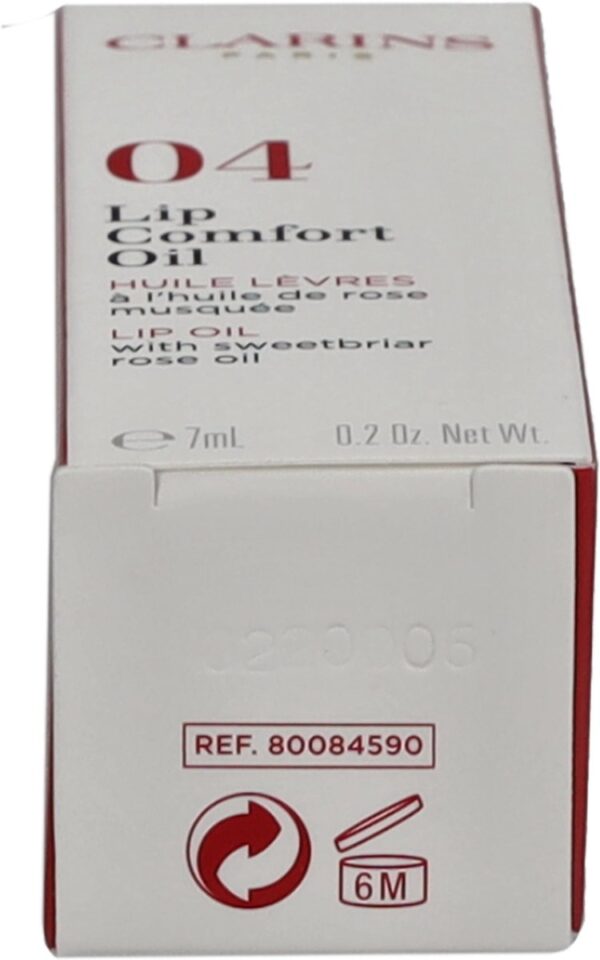 CLARINS
PARIS
04
Lip
Comfort
Oil
HUILE LÈVRES
à l'huile de rose
musquée
LIP OIL
with sweetbriar
rose oil
e 7mL 0.2 Oz. Net Wt.
REF. 80084590
6M